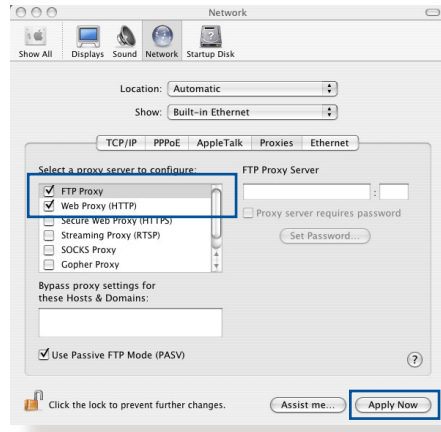 Network
Show All Displays Sound Network Startup Disk
Location: Automatic
Show: Built-in Ethernet
TCP/IP PPPoE AppleTalk Proxies Ethernet
Select a proxy server to configure: FTP Proxy Server
FTP Proxy
Web Proxy (HTTP) :
Secure Web Proxy (HTTPS) Proxy server requires password
Streaming Proxy (RTSP) Set Password...
SOCKS Proxy
Gopher Proxy
Bypass proxy settings for
these Hosts & Domains:
Use Passive FTP Mode (PASV) ?
Click the lock to prevent further changes. Assist me... Apply Now